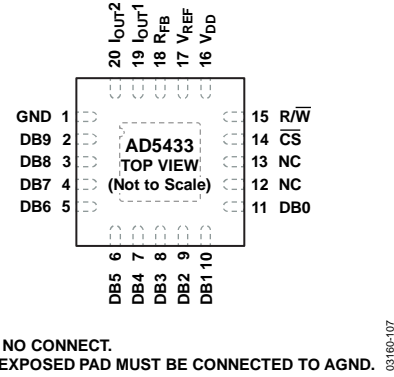 20 IOUT2
19 IOUT1
18 RFB
17 VREF
16 VDD
GND 1
DB9 2
DB8 3
DB7 4
DB6 5
AD5433
TOP VIEW
(Not to Scale)
15 R/W̅
14 C̅S̅
13 NC
12 NC
11 DB0
DB5 6
DB4 7
DB3 8
DB2 9
DB1 10
NO CONNECT.
EXPOSED PAD MUST BE CONNECTED TO AGND.
03160-107